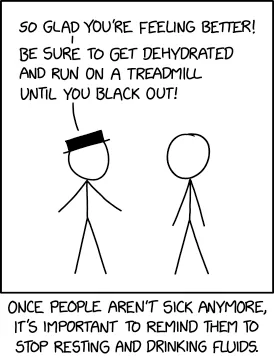 SO GLAD YOU'RE FEELING BETTER!
BE SURE TO GET DEHYDRATED
AND RUN ON A TREADMILL
UNTIL YOU BLACK OUT!
ONCE PEOPLE AREN'T SICK ANYMORE,
IT'S IMPORTANT TO REMIND THEM TO
STOP RESTING AND DRINKING FLUIDS.